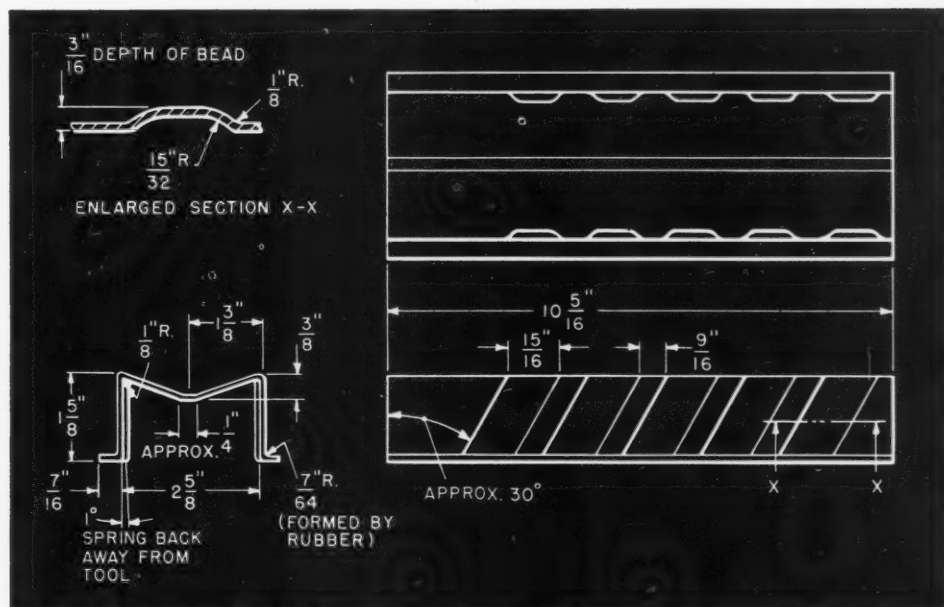 3/16" DEPTH OF BEAD
1/8" R.
15/32" R.
ENLARGED SECTION X-X
1/8" R.
1 3/8"
3/8"
1 5/8"
1/4"
APPROX.
7/16"
2 5/8"
7/64" R.
(FORMED BY
RUBBER)
1°
SPRING BACK
AWAY FROM
TOOL
10 5/16"
15/16"
9/16"
APPROX. 30°
X
X